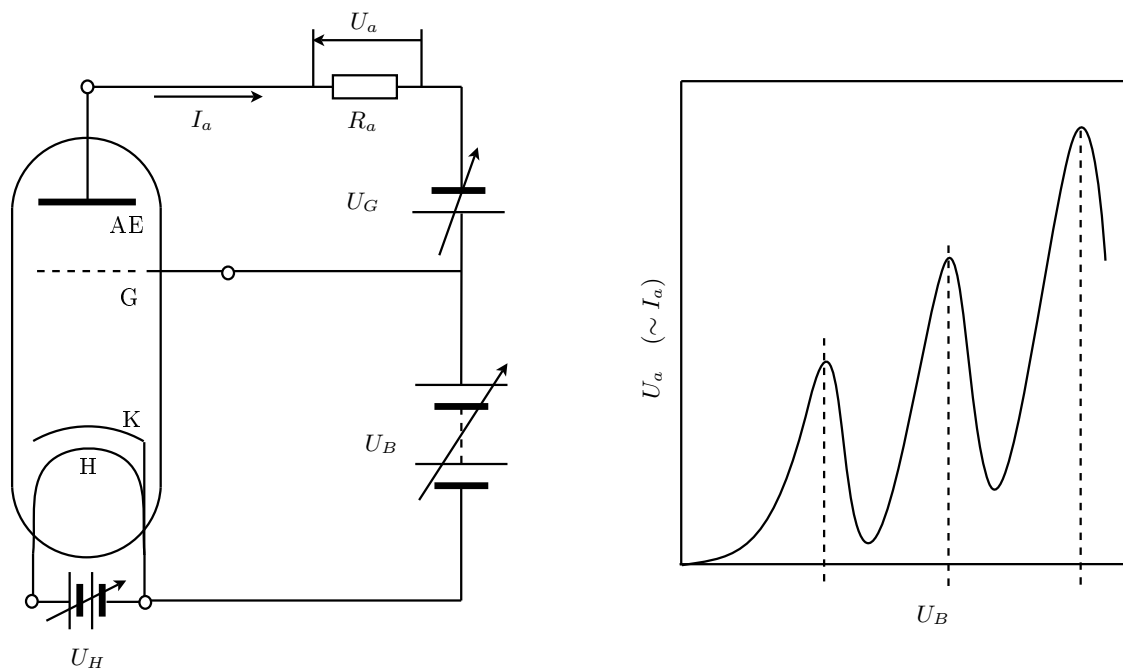 U_a
I_a
R_a
U_G
AE
G
K
U_B
H
U_H
U_a (~ I_a)
U_B